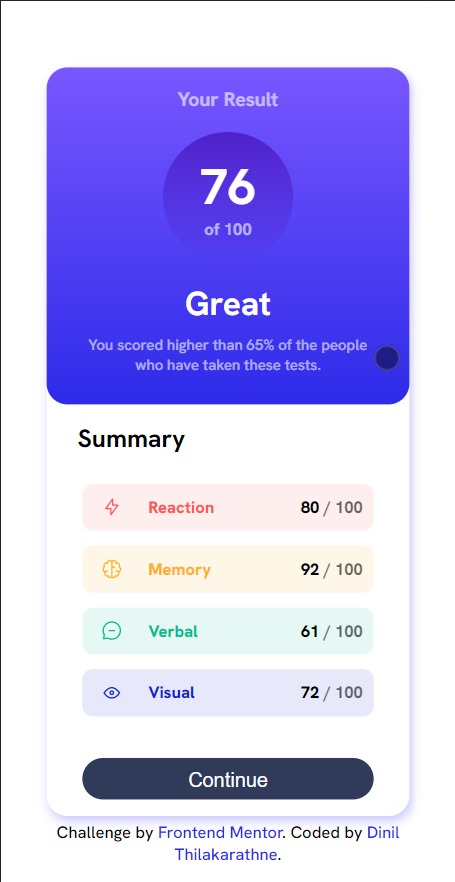 Your Result
76
of 100
Great
You scored higher than 65% of the people
who have taken these tests.
Summary
Reaction 80 / 100
Memory 92 / 100
Verbal 61 / 100
Visual 72 / 100
Continue
Challenge by Frontend Mentor. Coded by Dinil
Thilakarathne.